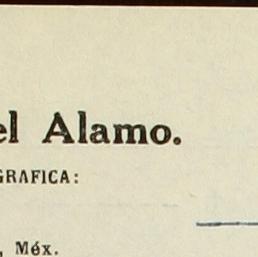 el Alamo.
GRAFICA:
, Méx.